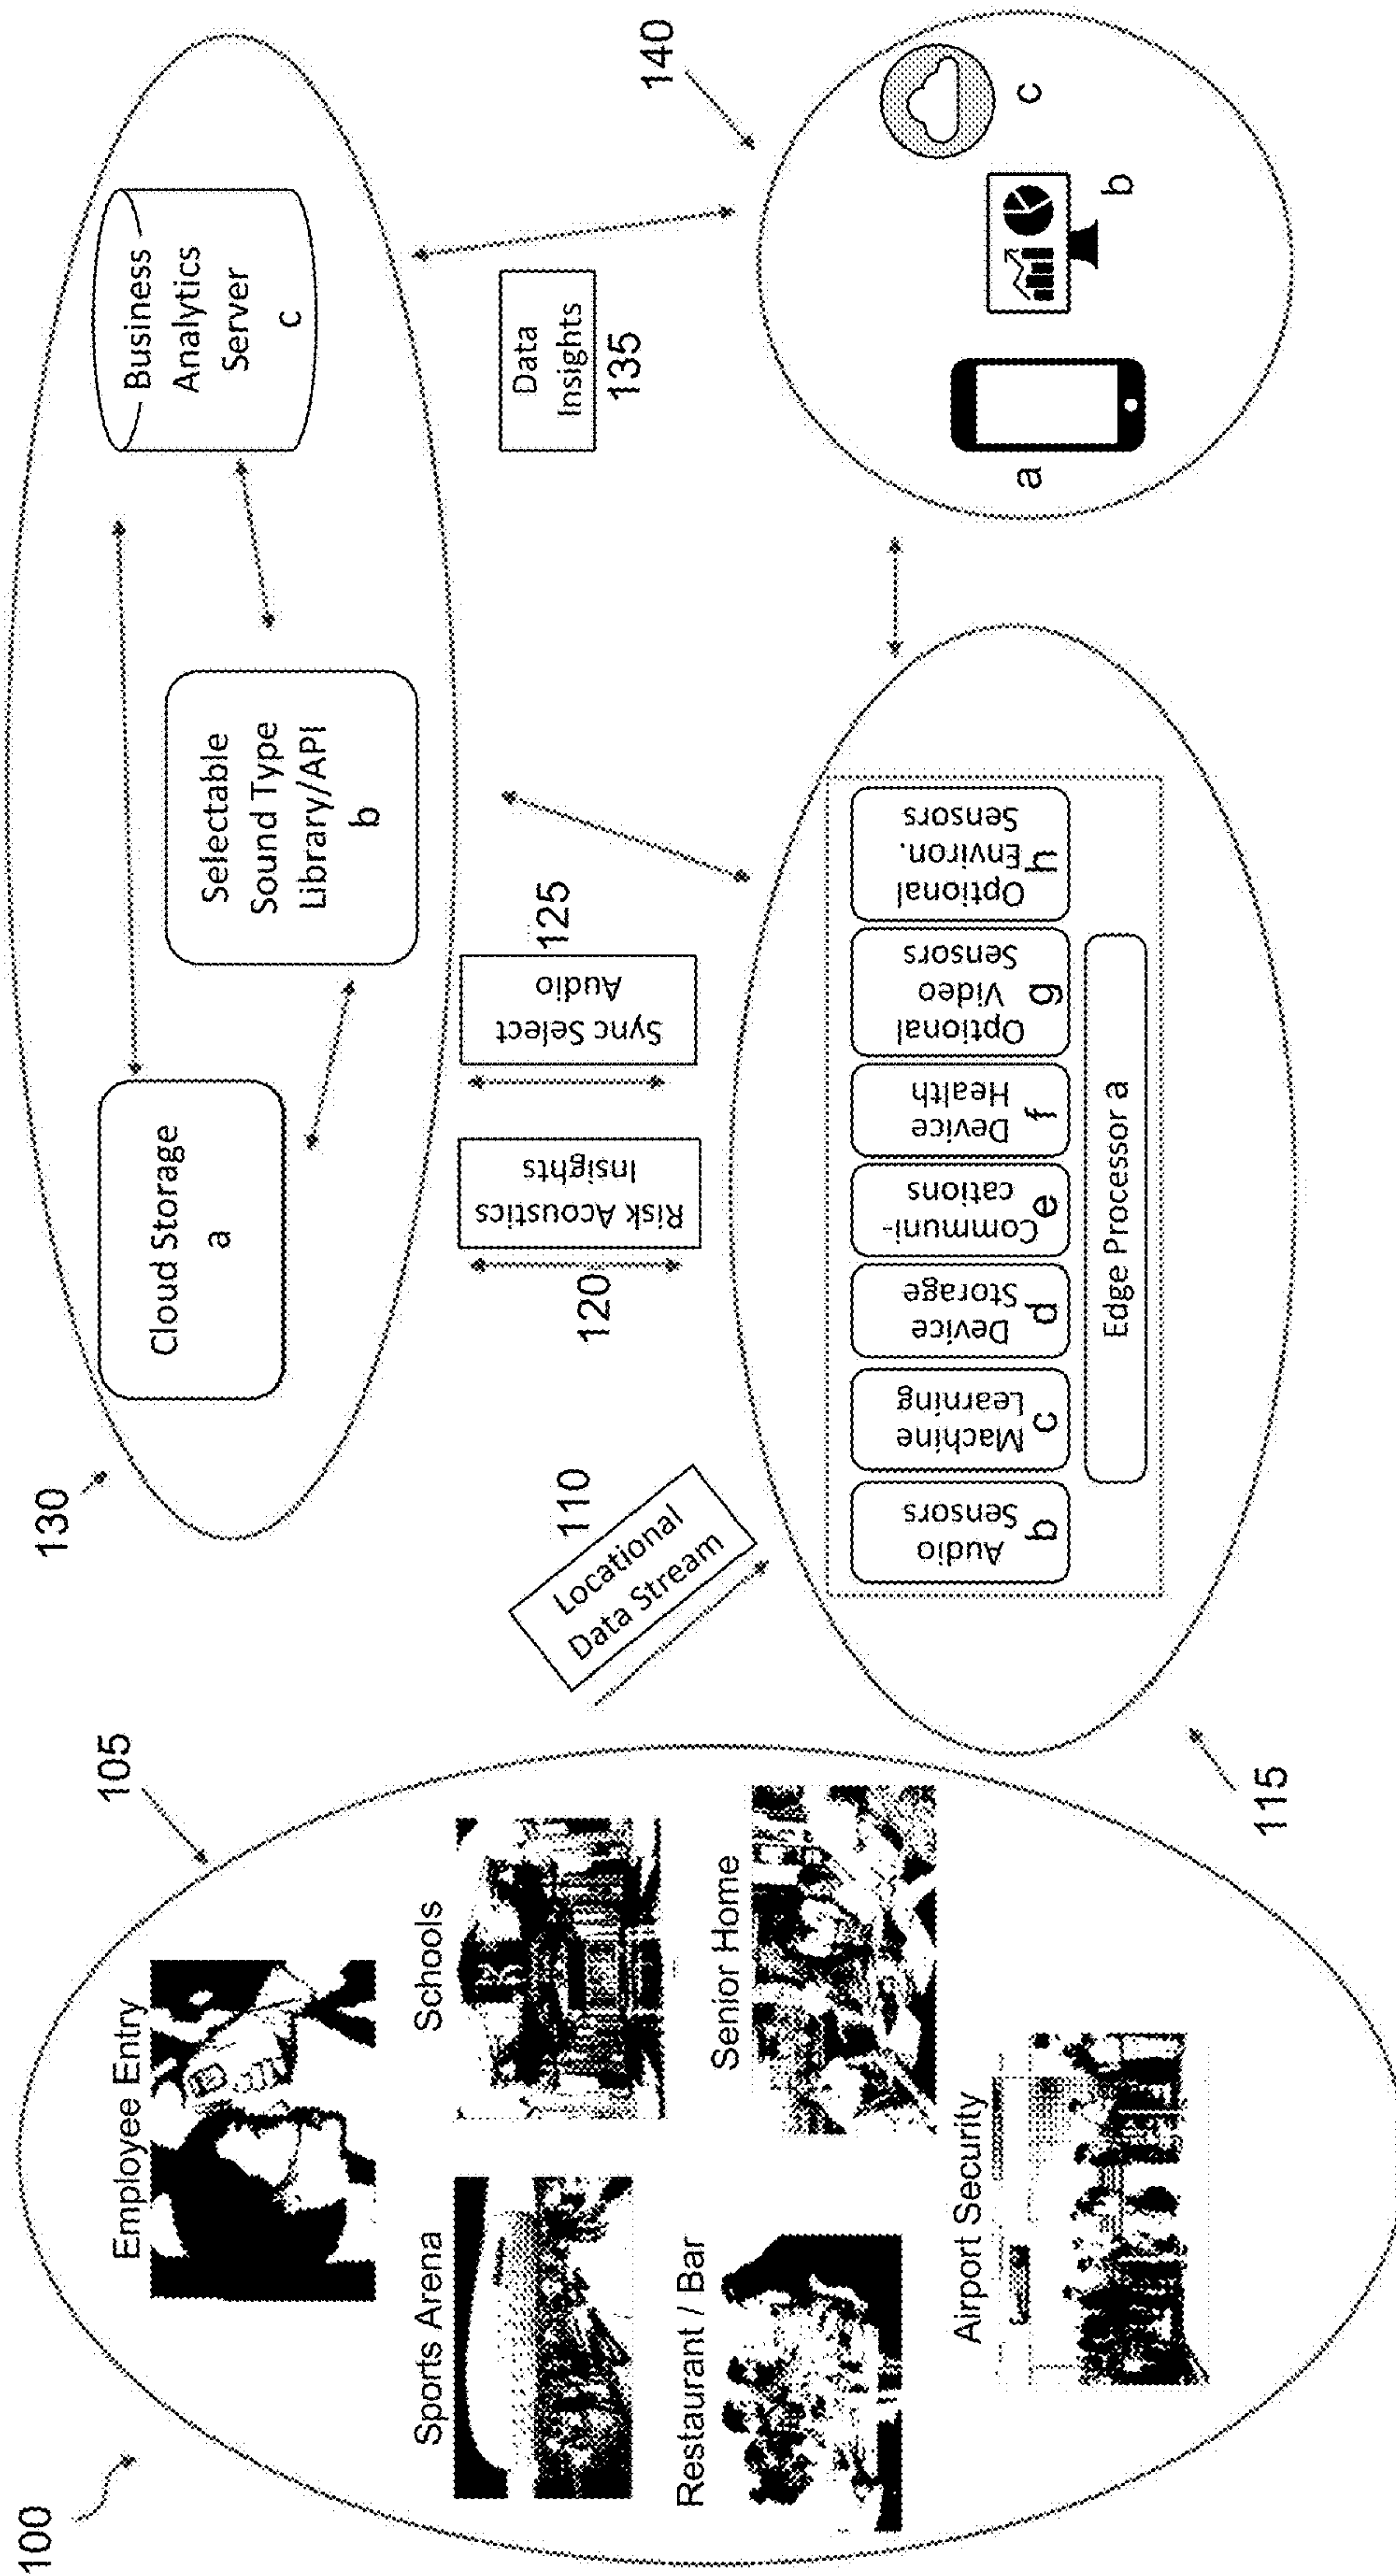 100
105
Employee Entry
Sports Arena
Schools
Restaurant / Bar
Senior Home
Airport Security
110
Locational
Data Stream
115
Audio
Sensors
b
Machine
Learning
c
Device
Storage
d
Communi-
cations
e
Device
Health
f
Optional
Video
Sensors
g
Optional
Environ.
Sensors
h
Edge Processor a
120
Risk Acoustics
Insights
125
Sync Select
Audio
130
Cloud Storage
a
Selectable
Sound Type
Library/API
b
Business
Analytics
Server
c
Data
Insights
135
140
a
b
c